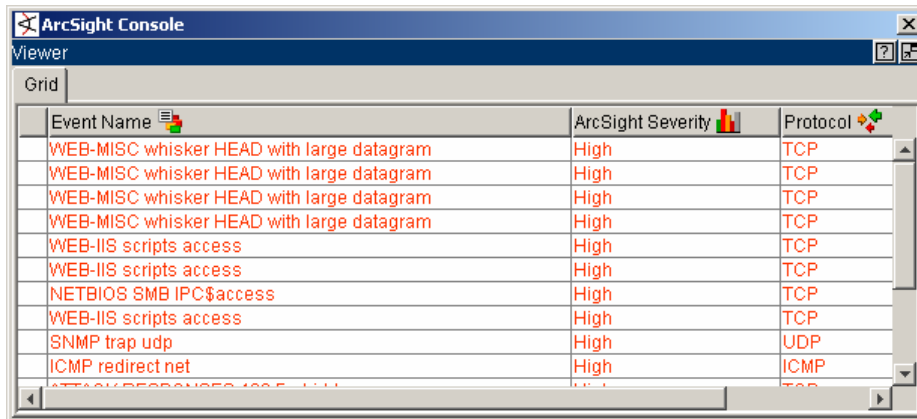 ArcSight Console
Viewer
Grid
Event Name ArcSight Severity Protocol
WEB-MISC whisker HEAD with large datagram High TCP
WEB-MISC whisker HEAD with large datagram High TCP
WEB-MISC whisker HEAD with large datagram High TCP
WEB-MISC whisker HEAD with large datagram High TCP
WEB-IIS scripts access High TCP
WEB-IIS scripts access High TCP
NETBIOS SMB IPC$access High TCP
WEB-IIS scripts access High TCP
SNMP trap udp High UDP
ICMP redirect net High ICMP